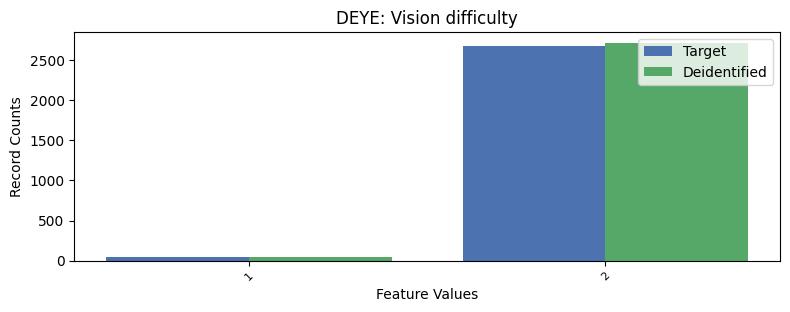 DEYE: Vision difficulty
Target
Deidentified
Record Counts
2500
2000
1500
1000
500
0
1
2
Feature Values